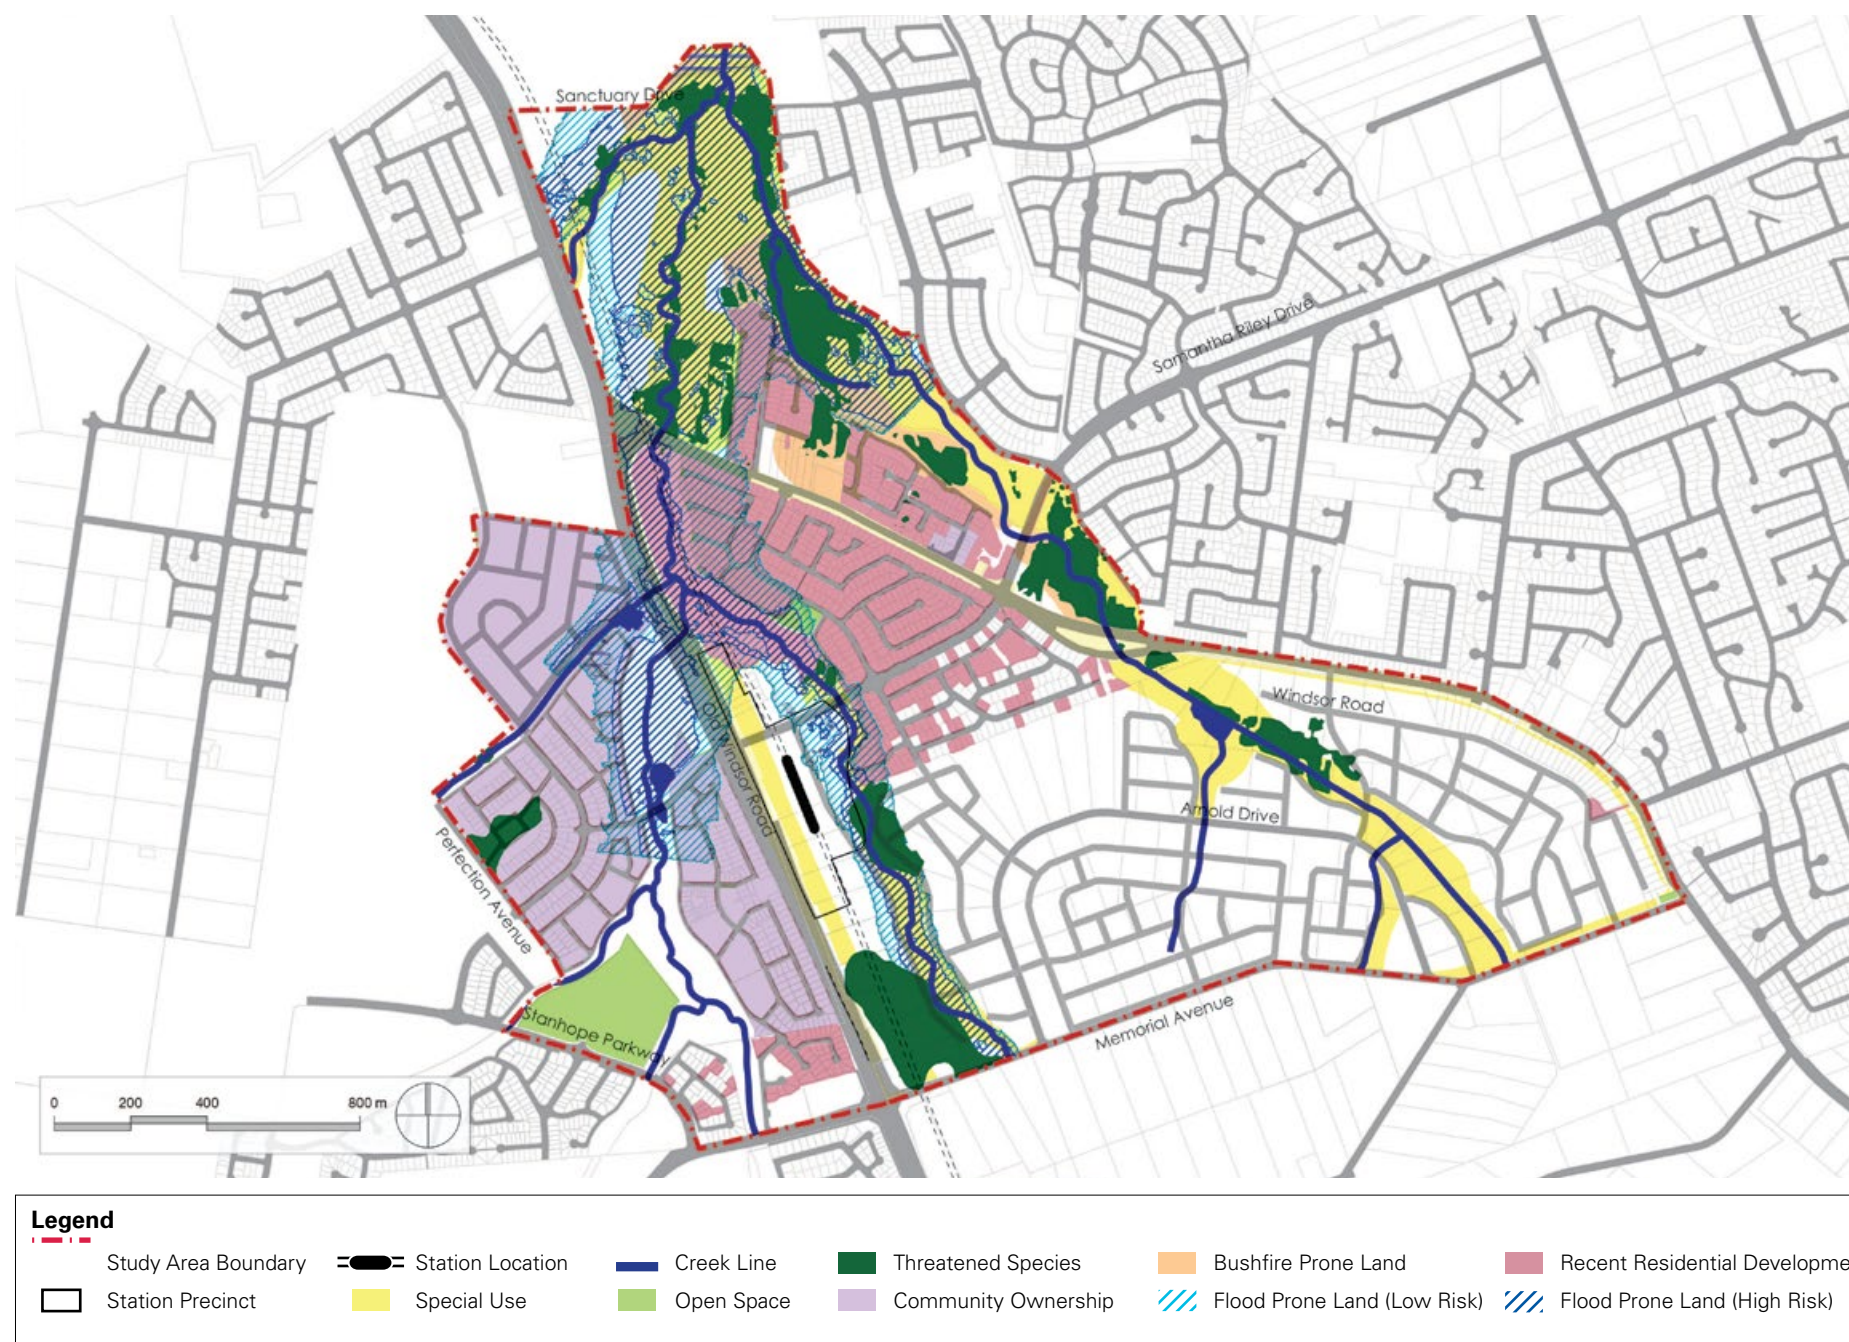 Sanctuary Drive
Samantha Riley Drive
Windsor Road
Old Windsor Road
Arnold Drive
Perfection Avenue
Memorial Avenue
Stanhope Parkway
0 200 400 800 m
Legend
Study Area Boundary Station Location Creek Line Threatened Species Bushfire Prone Land Recent Residential Developme
Station Precinct Special Use Open Space Community Ownership Flood Prone Land (Low Risk) Flood Prone Land (High Risk)